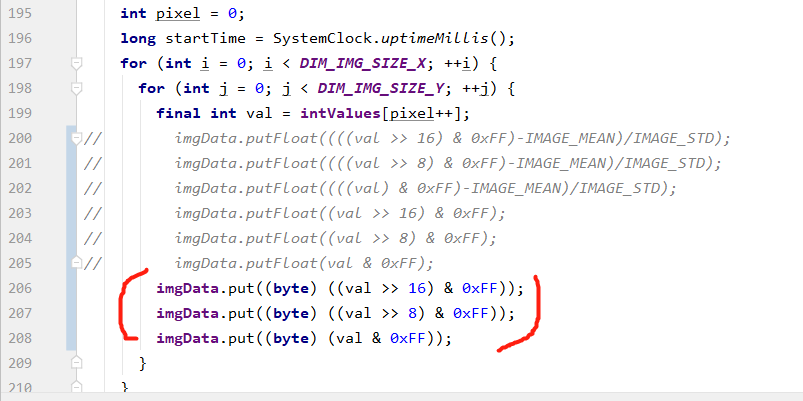 195 int pixel = 0;
196 long startTime = SystemClock.uptimeMillis();
197 for (int i = 0; i < DIM_IMG_SIZE_X; ++i) {
198 for (int j = 0; j < DIM_IMG_SIZE_Y; ++j) {
199 final int val = intValues[pixel++];
200 // imgData.putFloat((((val >> 16) & 0xFF)-IMAGE_MEAN)/IMAGE_STD);
201 // imgData.putFloat((((val >> 8) & 0xFF)-IMAGE_MEAN)/IMAGE_STD);
202 // imgData.putFloat((((val) & 0xFF)-IMAGE_MEAN)/IMAGE_STD);
203 // imgData.putFloat((val >> 16) & 0xFF);
204 // imgData.putFloat((val >> 8) & 0xFF);
205 // imgData.putFloat(val & 0xFF);
206 imgData.put((byte) ((val >> 16) & 0xFF));
207 imgData.put((byte) ((val >> 8) & 0xFF));
208 imgData.put((byte) (val & 0xFF));
209 }
210 }